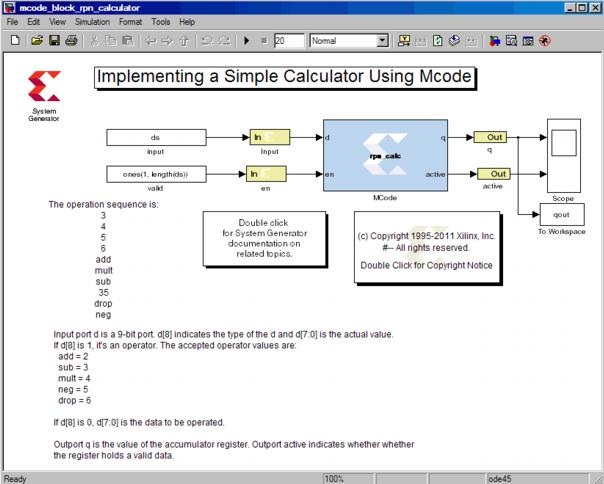 mcode_block_rpn_calculator
File Edit View Simulation Format Tools Help
20 Normal
Implementing a Simple Calculator Using Mcode
System
Generator
ds
input
In
Input
d
q
rpn_calc
Out
q
ones(1, length(ds))
valid
In
en
en
active
MCode
Out
active
Scope
qout
To Workspace
The operation sequence is:
3
4
5
6
add
mult
sub
35
drop
neg
Double click
for System Generator
documentation on
related topics.
(c) Copyright 1995-2011 Xilinx, Inc.
#-- All rights reserved.
Double Click for Copyright Notice
Input port d is a 9-bit port. d[8] indicates the type of the d and d[7:0] is the actual value.
If d[8] is 1, it's an operator. The accepted operator values are:
add = 2
sub = 3
mult = 4
neg = 5
drop = 6
If d[8] is 0, d[7:0] is the data to be operated.
Outport q is the value of the accumulator register. Outport active indicates whether whether
the register holds a valid data.
Ready 100% ode45